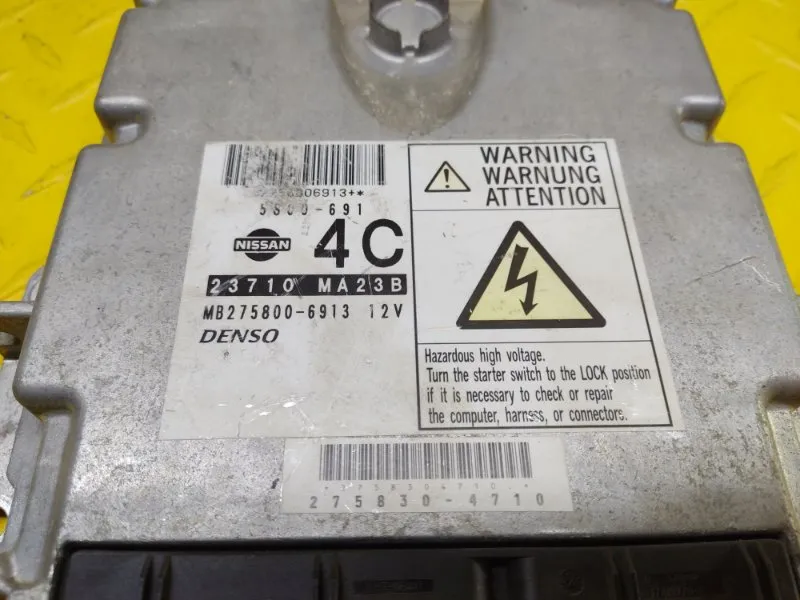 06913+*
5800-691
NISSAN 4C
23710 MA23B
MB275800-6913 12V
DENSO
WARNING
WARNUNG
ATTENTION
Hazardous high voltage.
Turn the starter switch to the LOCK position
if it is necessary to check or repair
the computer, harness, or connectors.
275830-4710